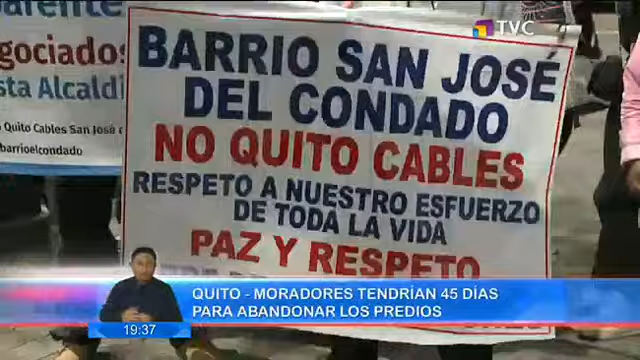 TVC
egociados
sta Alcaldí
Quito Cables San José d
barrioelcondado
BARRIO SAN JOSÉ
DEL CONDADO
NO QUITO CABLES
RESPETO A NUESTRO ESFUERZO
DE TODA LA VIDA
PAZ Y RESPETO
QUITO - MORADORES TENDRÍAN 45 DÍAS
PARA ABANDONAR LOS PREDIOS
19:37